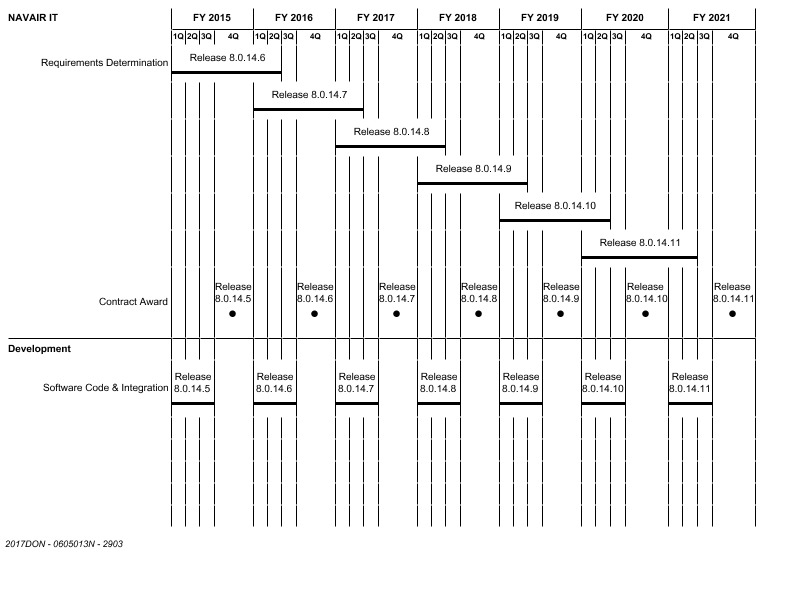 NAVAIR IT FY 2015 FY 2016 FY 2017 FY 2018 FY 2019 FY 2020 FY 2021
1Q 2Q 3Q 4Q 1Q 2Q 3Q 4Q 1Q 2Q 3Q 4Q 1Q 2Q 3Q 4Q 1Q 2Q 3Q 4Q 1Q 2Q 3Q 4Q 1Q 2Q 3Q 4Q
Release 8.0.14.6
Requirements Determination
Release 8.0.14.7
Release 8.0.14.8
Release 8.0.14.9
Release 8.0.14.10
Release 8.0.14.11
Release Release Release Release Release Release Release
8.0.14.5 8.0.14.6 8.0.14.7 8.0.14.8 8.0.14.9 8.0.14.10 8.0.14.11
Contract Award
Development
Release Release Release Release Release Release Release
Software Code & Integration 8.0.14.5 8.0.14.6 8.0.14.7 8.0.14.8 8.0.14.9 8.0.14.10 8.0.14.11
2017DON - 0605013N - 2903